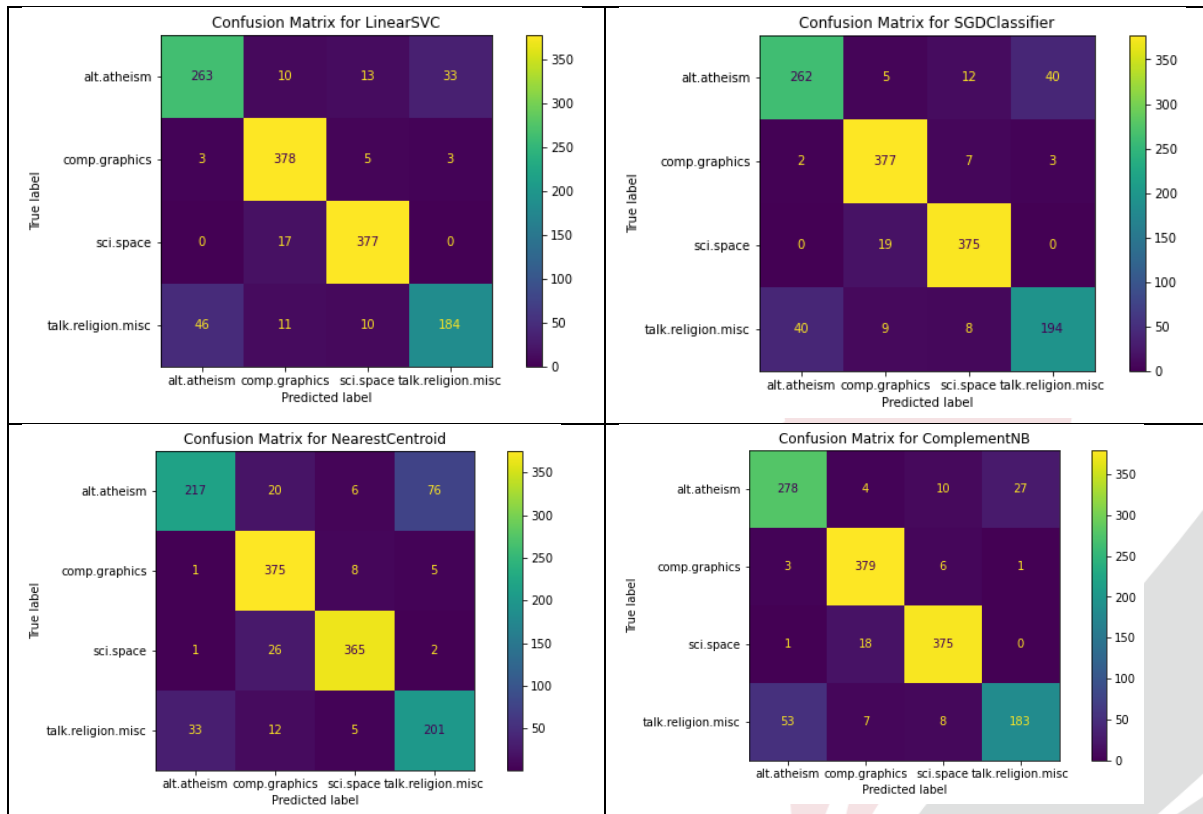 Confusion Matrix for LinearSVC
alt.atheism 263 10 13 33 350
300
comp.graphics 3 378 5 3 250
True label
200
sci.space 0 17 377 0 150
100
talk.religion.misc 46 11 10 184 50
0
alt.atheism comp.graphics sci.space talk.religion.misc
Predicted label
Confusion Matrix for SGDClassifier
alt.atheism 262 5 12 40 350
300
comp.graphics 2 377 7 3 250
True label
200
sci.space 0 19 375 0 150
100
talk.religion.misc 40 9 8 194 50
0
alt.atheism comp.graphics sci.space talk.religion.misc
Predicted label
Confusion Matrix for NearestCentroid
alt.atheism 217 20 6 76 350
300
comp.graphics 1 375 8 5 250
True label
200
sci.space 1 26 365 2 150
100
talk.religion.misc 33 12 5 201 50
alt.atheism comp.graphics sci.space talk.religion.misc
Predicted label
Confusion Matrix for ComplementNB
alt.atheism 278 4 10 27 350
300
comp.graphics 3 379 6 1 250
True label
200
sci.space 1 18 375 0 150
100
talk.religion.misc 53 7 8 183 50
0
alt.atheism comp.graphics sci.space talk.religion.misc
Predicted label